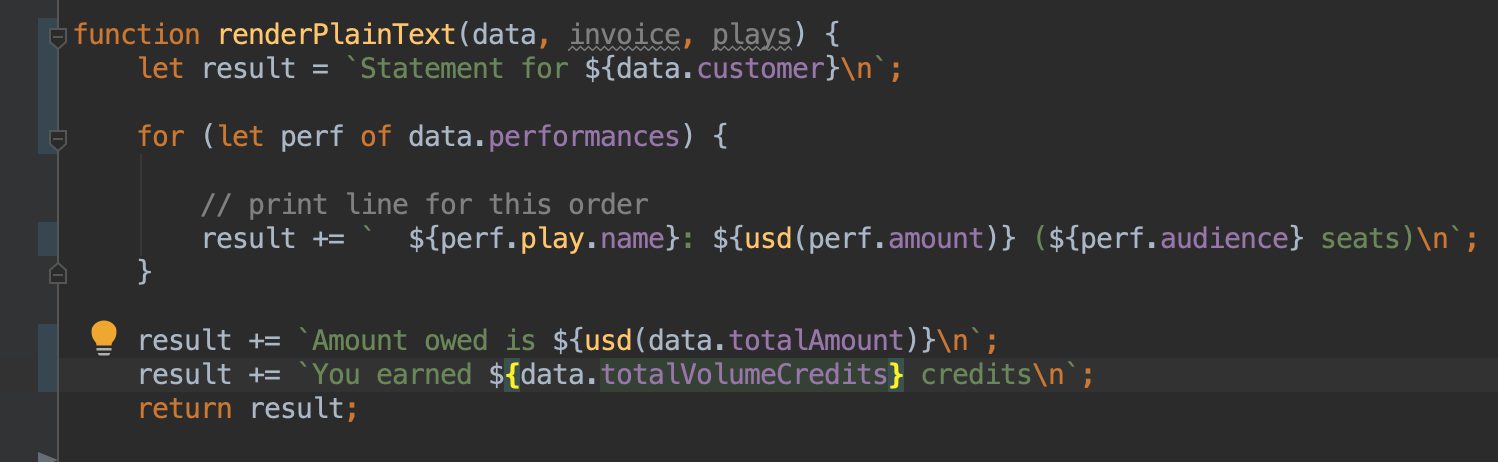 function renderPlainText(data, invoice, plays) {
    let result = `Statement for ${data.customer}\n`;
    for (let perf of data.performances) {
        // print line for this order
        result += `  ${perf.play.name}: ${usd(perf.amount)} (${perf.audience} seats)\n`;
    }
    result += `Amount owed is ${usd(data.totalAmount)}\n`;
    result += `You earned ${data.totalVolumeCredits} credits\n`;
    return result;